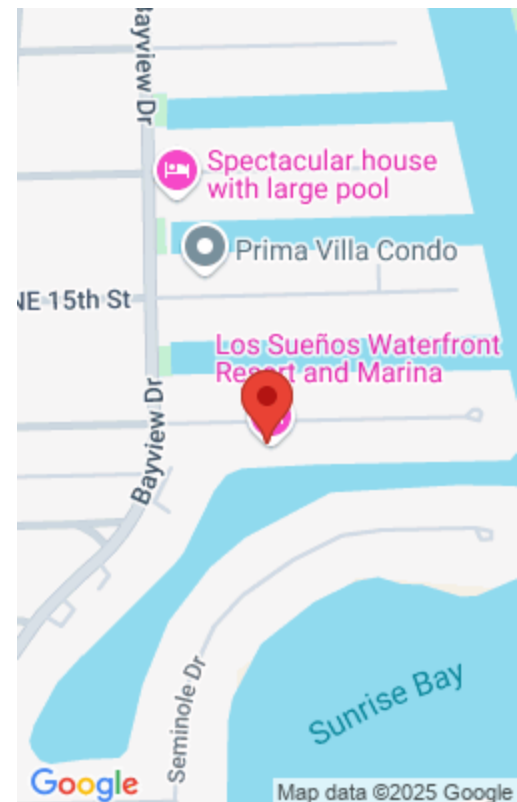 Bayview Dr
Spectacular house
with large pool
Prima Villa Condo
NE 15th St
Los Sueños Waterfront
Resort and Marina
Bayview Dr
Seminole Dr
Sunrise Bay
Google
Map data ©2025 Google